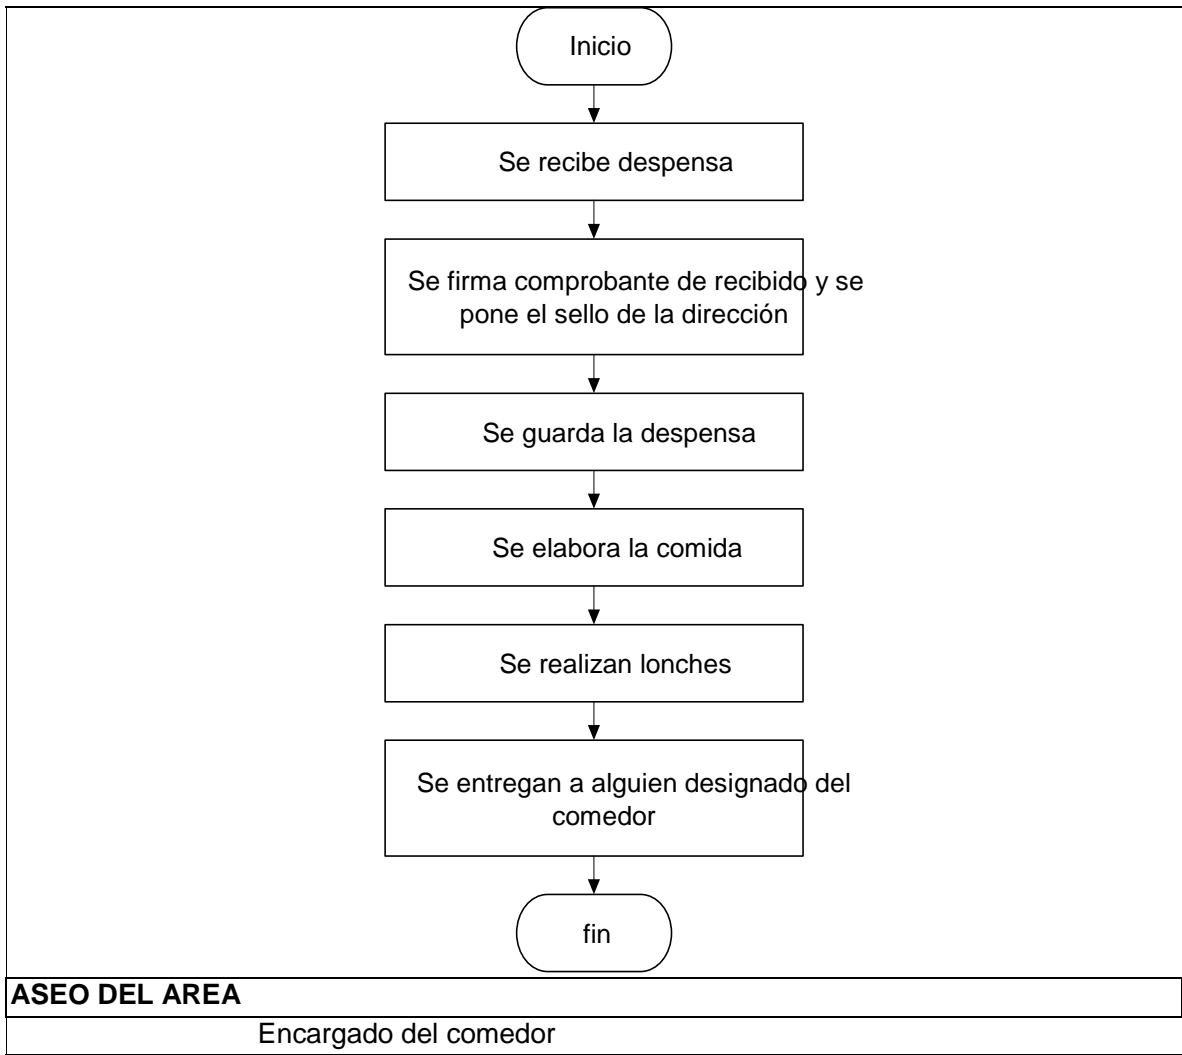 Inicio
Se recibe despensa
Se firma comprobante de recibido y se
pone el sello de la dirección
Se guarda la despensa
Se elabora la comida
Se realizan lonches
Se entregan a alguien designado del
comedor
fin
ASEO DEL AREA
Encargado del comedor